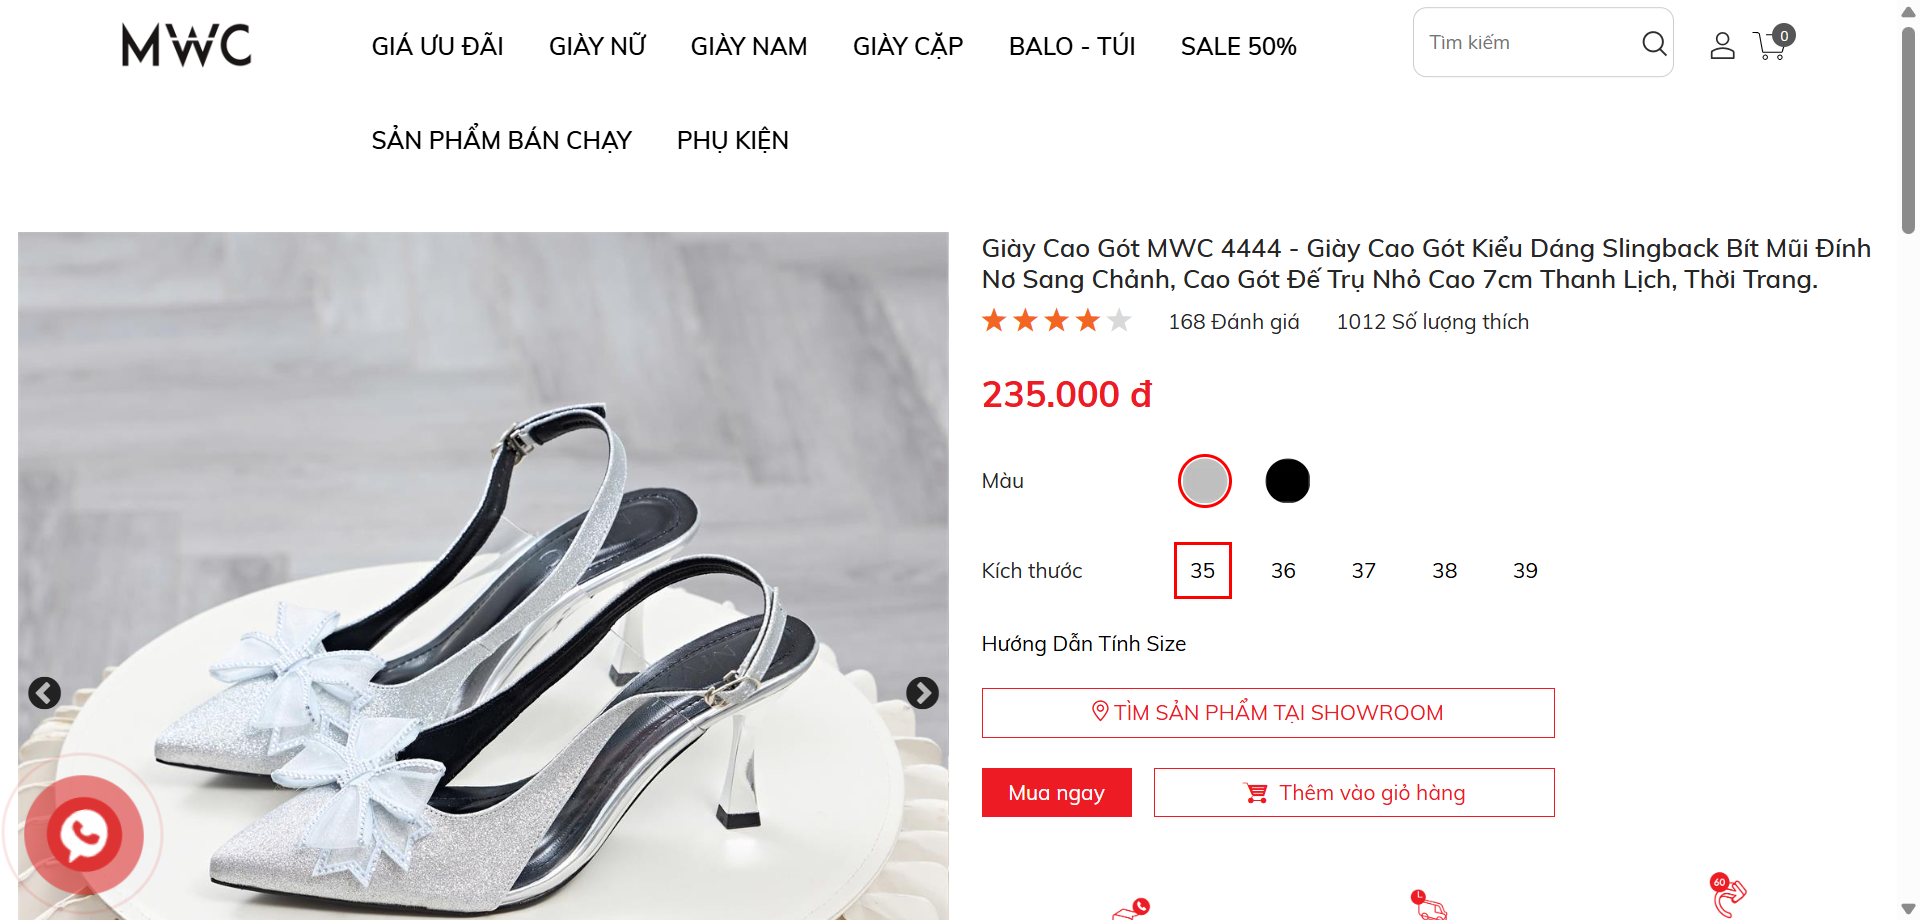 MWC
GIÁ ƯU ĐÃI
GIÀY NỮ
GIÀY NAM
GIÀY CẶP
BALO - TÚI
SALE 50%
Tìm kiếm
0
SẢN PHẨM BÁN CHẠY
PHỤ KIỆN
Giày Cao Gót MWC 4444 - Giày Cao Gót Kiểu Dáng Slingback Bít Mũi Đính
Nơ Sang Chảnh, Cao Gót Đế Trụ Nhỏ Cao 7cm Thanh Lịch, Thời Trang.
168 Đánh giá
1012 Số lượng thích
235.000 đ
Màu
Kích thước
35
36
37
38
39
Hướng Dẫn Tính Size
TÌM SẢN PHẨM TẠI SHOWROOM
Mua ngay
Thêm vào giỏ hàng
60